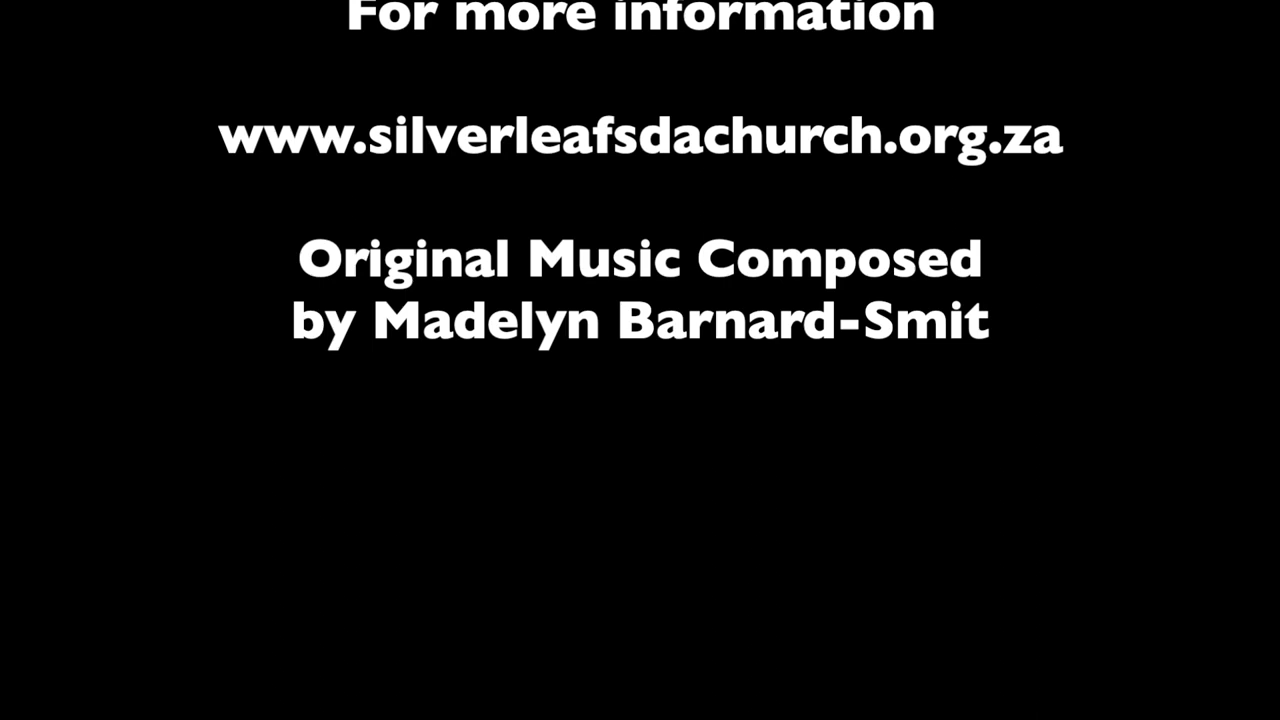 For more information
www.silverleafsdachurch.org.za
Original Music Composed
by Madelyn Barnard-Smit